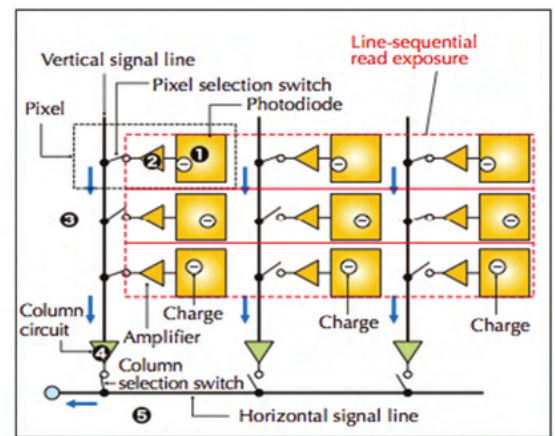 Line-sequential
read exposure
Vertical signal line
Pixel selection switch
Photodiode
Pixel
❶
❷
❸
Charge
Charge
Charge
Amplifier
Column
circuit
❹
Column
selection switch
❺
Horizontal signal line